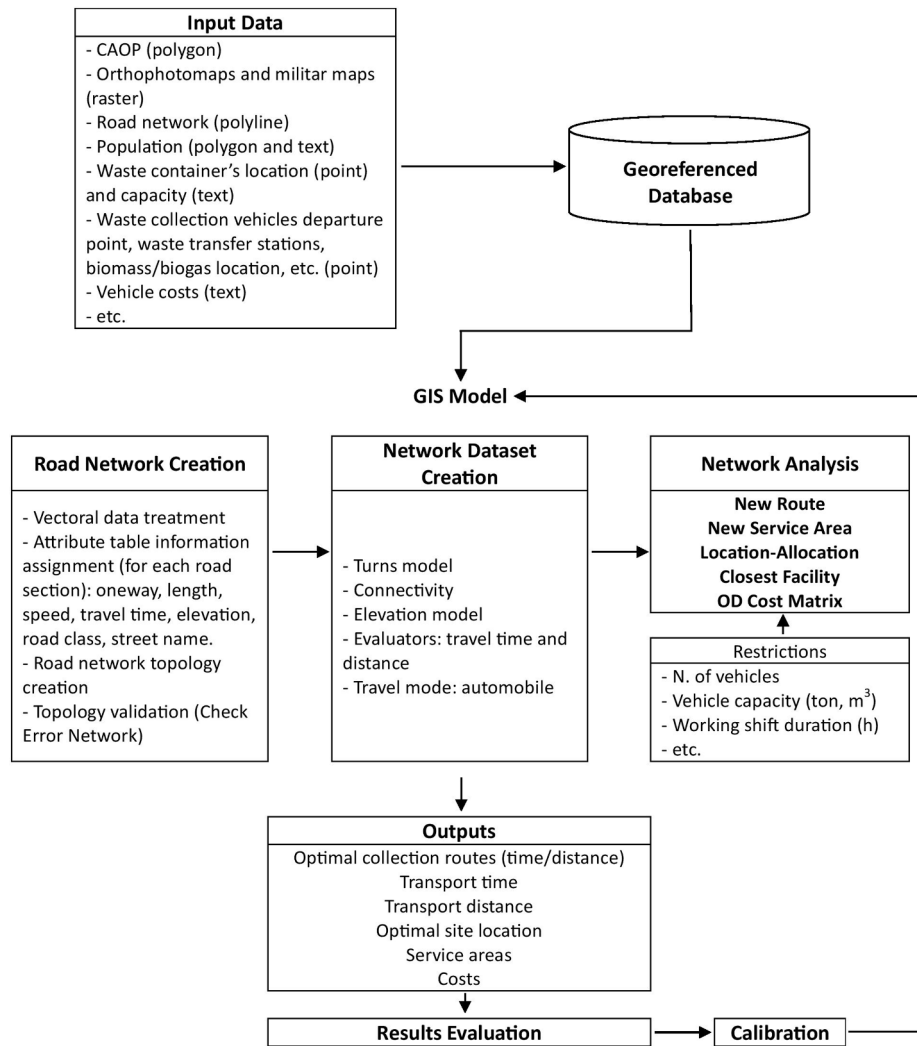 Input Data
- CAOP (polygon)
- Orthophotomaps and militar maps
(raster)
- Road network (polyline)
- Population (polygon and text)
- Waste container’s location (point)
and capacity (text)
- Waste collection vehicles departure
point, waste transfer stations,
biomass/biogas location, etc. (point)
- Vehicle costs (text)
- etc.
Georeferenced
Database
GIS Model
Road Network Creation
- Vectoral data treatment
- Attribute table information
assignment (for each road
section): oneway, length,
speed, travel time, elevation,
road class, street name.
- Road network topology
creation
- Topology validation (Check
Error Network)
Network Dataset
Creation
- Turns model
- Connectivity
- Elevation model
- Evaluators: travel time and
distance
- Travel mode: automobile
Network Analysis
New Route
New Service Area
Location-Allocation
Closest Facility
OD Cost Matrix
Restrictions
- N. of vehicles
- Vehicle capacity (ton, m³)
- Working shift duration (h)
- etc.
Outputs
Optimal collection routes (time/distance)
Transport time
Transport distance
Optimal site location
Service areas
Costs
Results Evaluation
Calibration